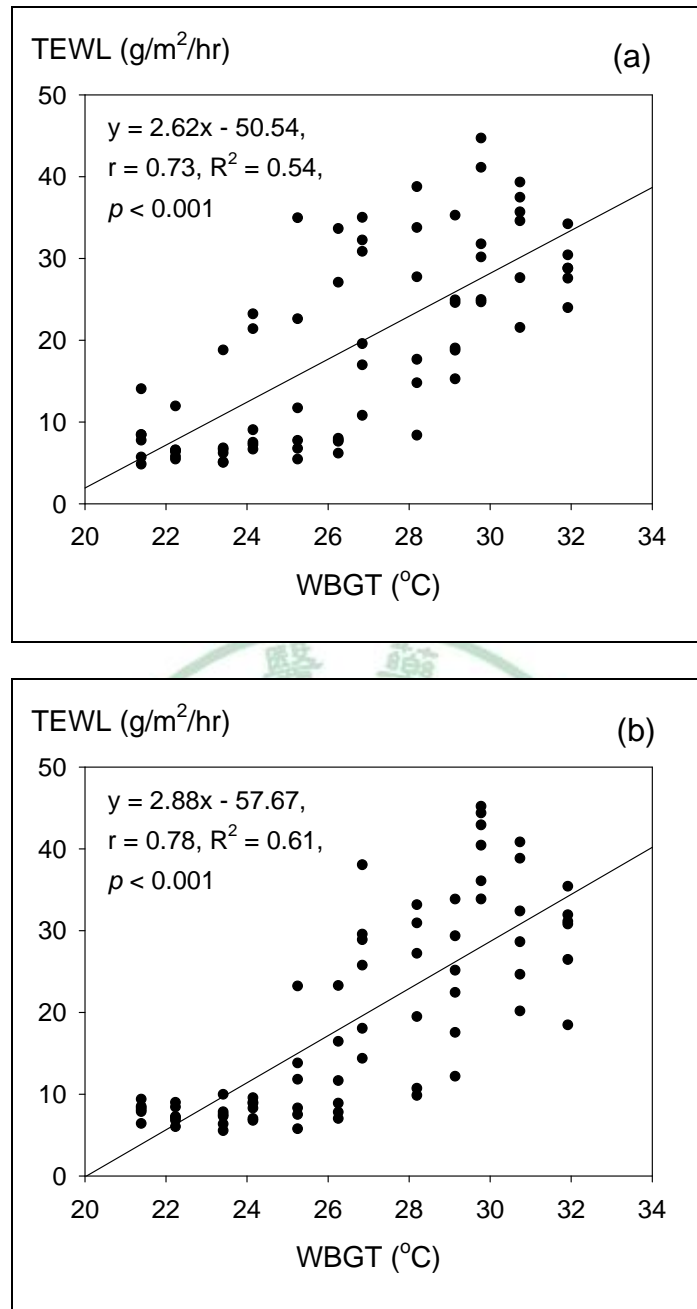 TEWL (g/m²/hr)
(a)
50
40
30
20
10
0
y = 2.62x - 50.54,
r = 0.73, R² = 0.54,
p < 0.001
20 22 24 26 28 30 32 34
WBGT (°C)
醫 藥
TEWL (g/m²/hr)
(b)
50
40
30
20
10
0
y = 2.88x - 57.67,
r = 0.78, R² = 0.61,
p < 0.001
20 22 24 26 28 30 32 34
WBGT (°C)